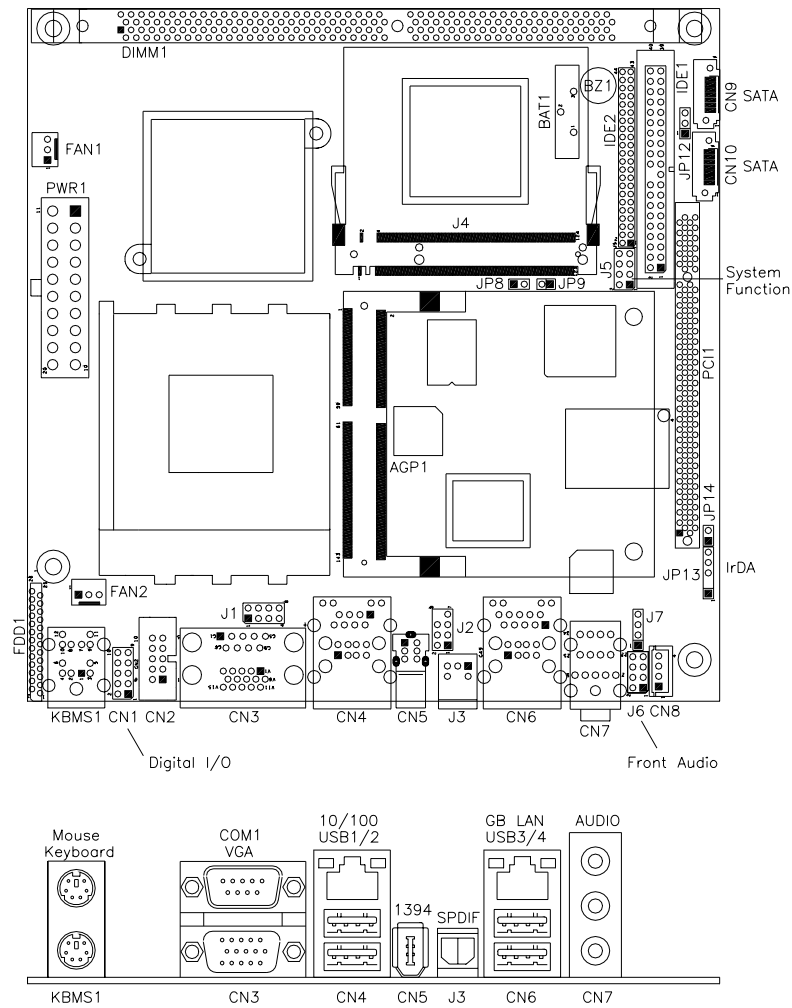 DIMM1
BAT1
BZ1
IDE2
IDE1
CN9 SATA
JP12
CN10 SATA
FAN1
PWR1
J4
J5
System
Function
JP8
JP9
PCI1
AGP1
JP14
JP13
IrDA
FAN2
FDD1
J1
J2
J7
KBMS1
CN1
CN2
CN3
CN4
CN5
J3
CN6
CN7
J6
CN8
Digital I/O
Front Audio
Mouse
Keyboard
COM1
VGA
10/100
USB1/2
1394
SPDIF
GB LAN
USB3/4
AUDIO
KBMS1
CN3
CN4
CN5
J3
CN6
CN7